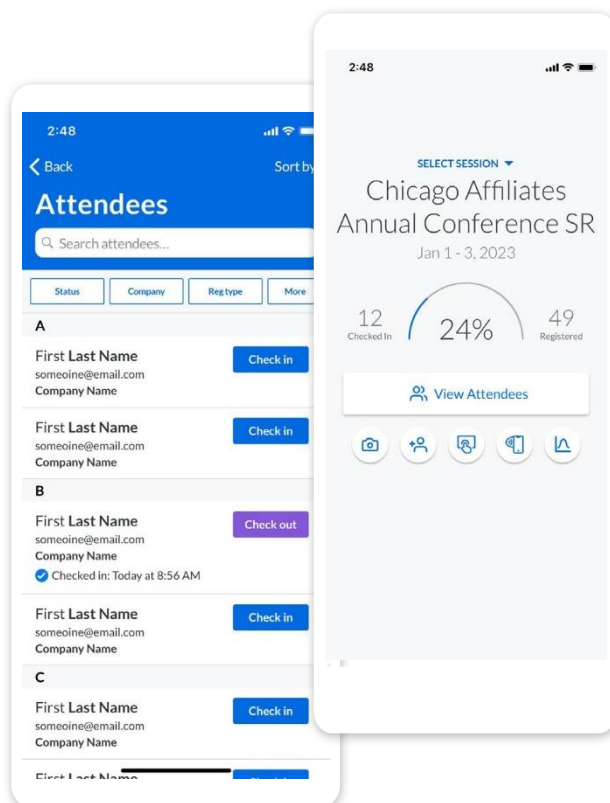 2:48
Back
Sort by
Attendees
Search attendees...
Status
Company
Reg type
More
A
First Last Name
someoine@email.com
Company Name
Check in
First Last Name
someoine@email.com
Company Name
Check in
B
First Last Name
someoine@email.com
Company Name
Checked in: Today at 8:56 AM
Check out
First Last Name
someoine@email.com
Company Name
Check in
C
First Last Name
someoine@email.com
Company Name
Check in
First Last Name
2:48
SELECT SESSION
Chicago Affiliates
Annual Conference SR
Jan 1 - 3, 2023
12
Checked In
24%
49
Registered
View Attendees